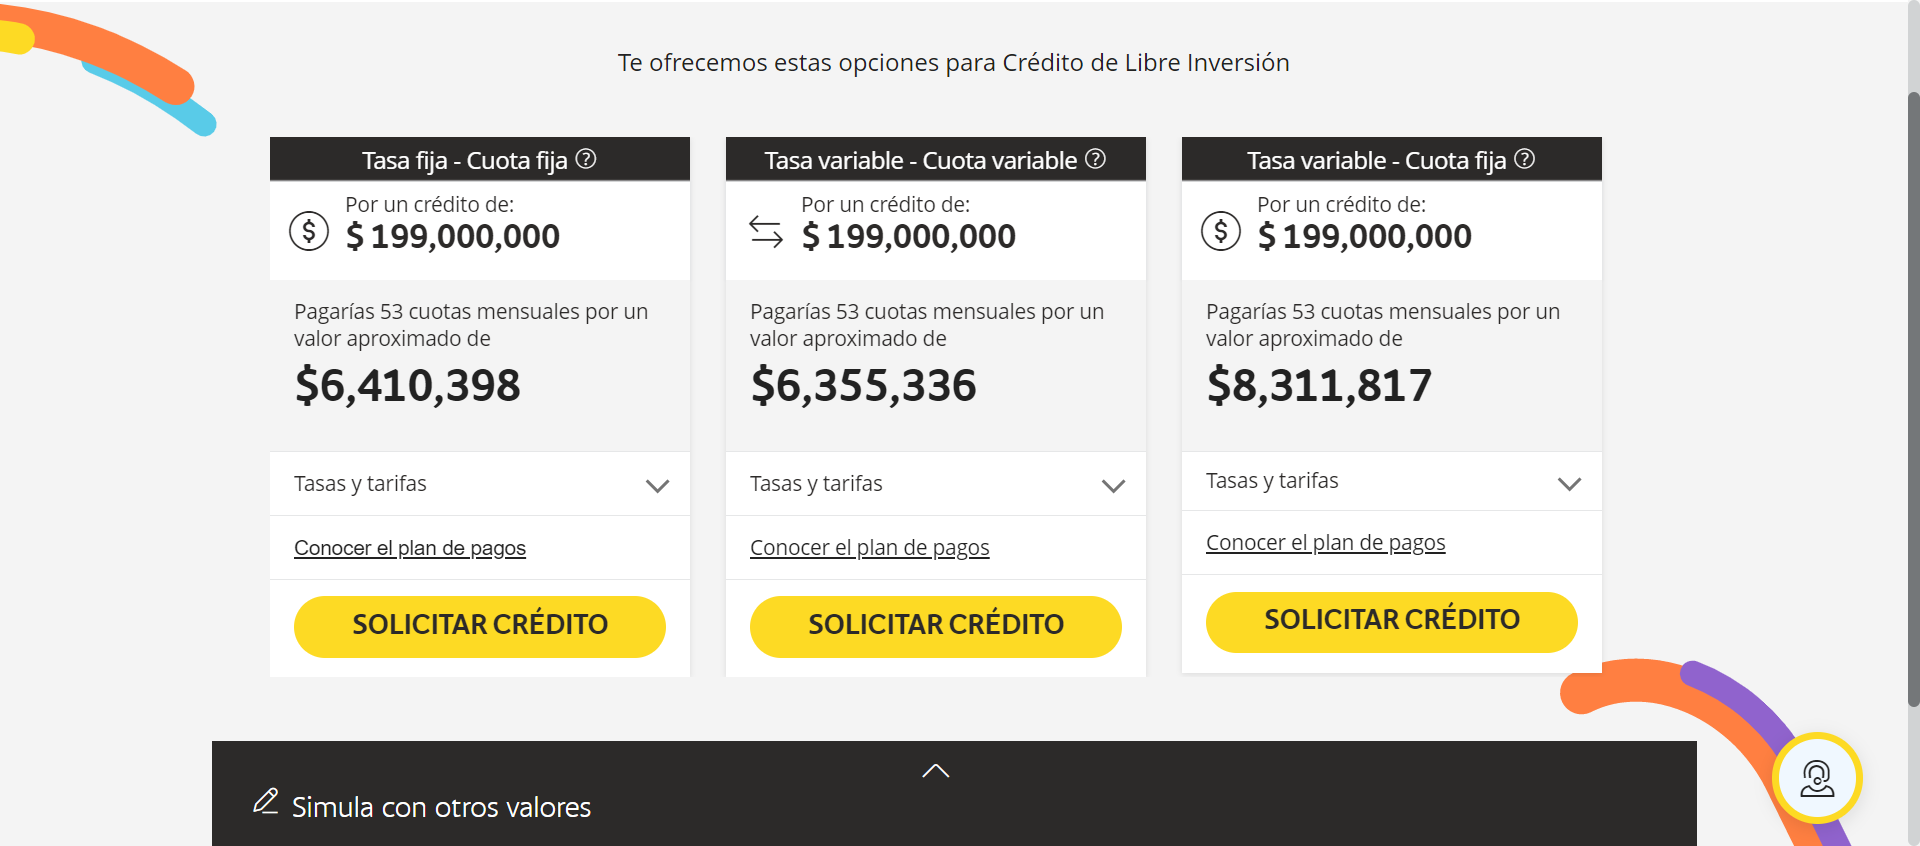 Te ofrecemos estas opciones para Crédito de Libre Inversión
Tasa fija - Cuota fija ?
Por un crédito de:
$ 199,000,000
Pagarías 53 cuotas mensuales por un
valor aproximado de
$6,410,398
Tasas y tarifas
Conocer el plan de pagos
SOLICITAR CRÉDITO
Tasa variable - Cuota variable ?
Por un crédito de:
$ 199,000,000
Pagarías 53 cuotas mensuales por un
valor aproximado de
$6,355,336
Tasas y tarifas
Conocer el plan de pagos
SOLICITAR CRÉDITO
Tasa variable - Cuota fija ?
Por un crédito de:
$ 199,000,000
Pagarías 53 cuotas mensuales por un
valor aproximado de
$8,311,817
Tasas y tarifas
Conocer el plan de pagos
SOLICITAR CRÉDITO
Simula con otros valores